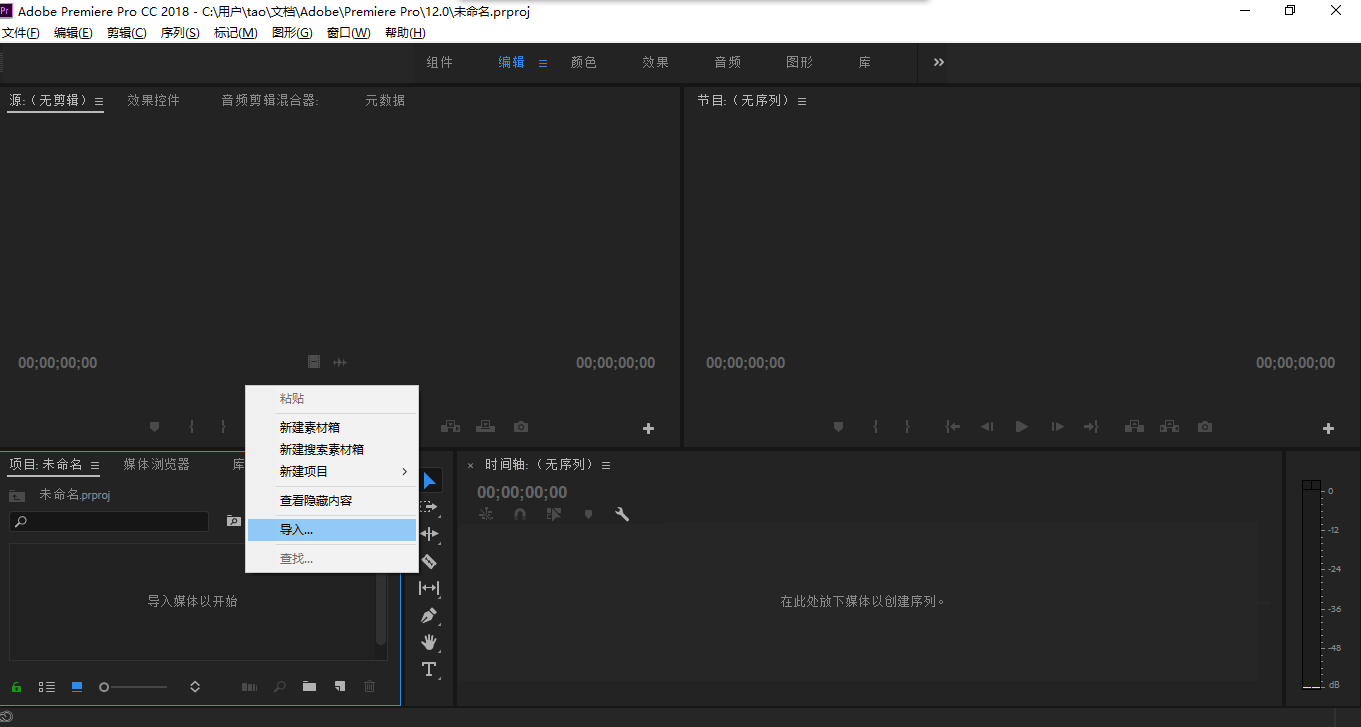 Pr Adobe Premiere Pro CC 2018 - C:\用户\tao\文档\Adobe\Premiere Pro\12.0\未命名.prproj
文件(F) 编辑(E) 剪辑(C) 序列(S) 标记(M) 图形(G) 窗口(W) 帮助(H)
组件 编辑 颜色 效果 音频 图形 库
源:（无剪辑） 效果控件 音频剪辑混合器: 元数据
节目:（无序列）
00;00;00;00 00;00;00;00
00;00;00;00 00;00;00;00
粘贴
新建素材箱
新建搜索素材箱
新建项目
查看隐藏内容
导入...
查找...
项目: 未命名 媒体浏览器 库
未命名.prproj
导入媒体以开始
× 时间轴:（无序列）
00;00;00;00
在此处放下媒体以创建序列。
0
-12
-24
-36
-48
dB